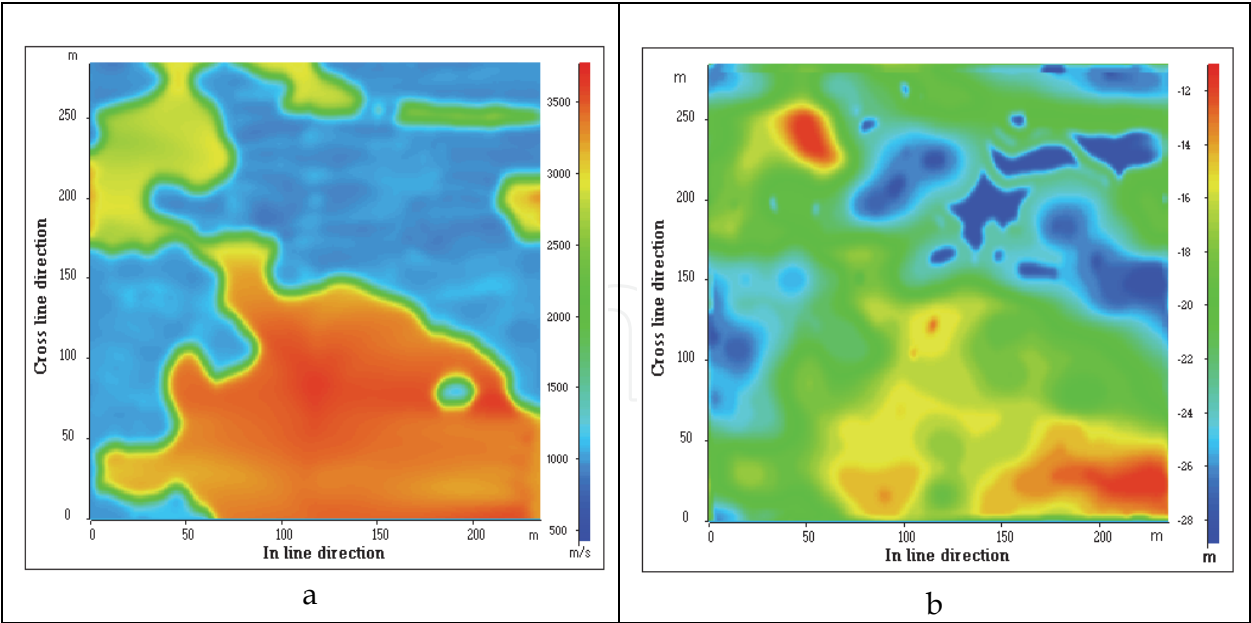 m
250
200
150
100
50
0
Cross line direction
0 50 100 150 200 m
In line direction
3500
3000
2500
2000
1500
1000
500
m/s
a
m
250
200
150
100
50
0
Cross line direction
0 50 100 150 200 m
In line direction
-12
-14
-16
-18
-20
-22
-24
-26
-28
m
b